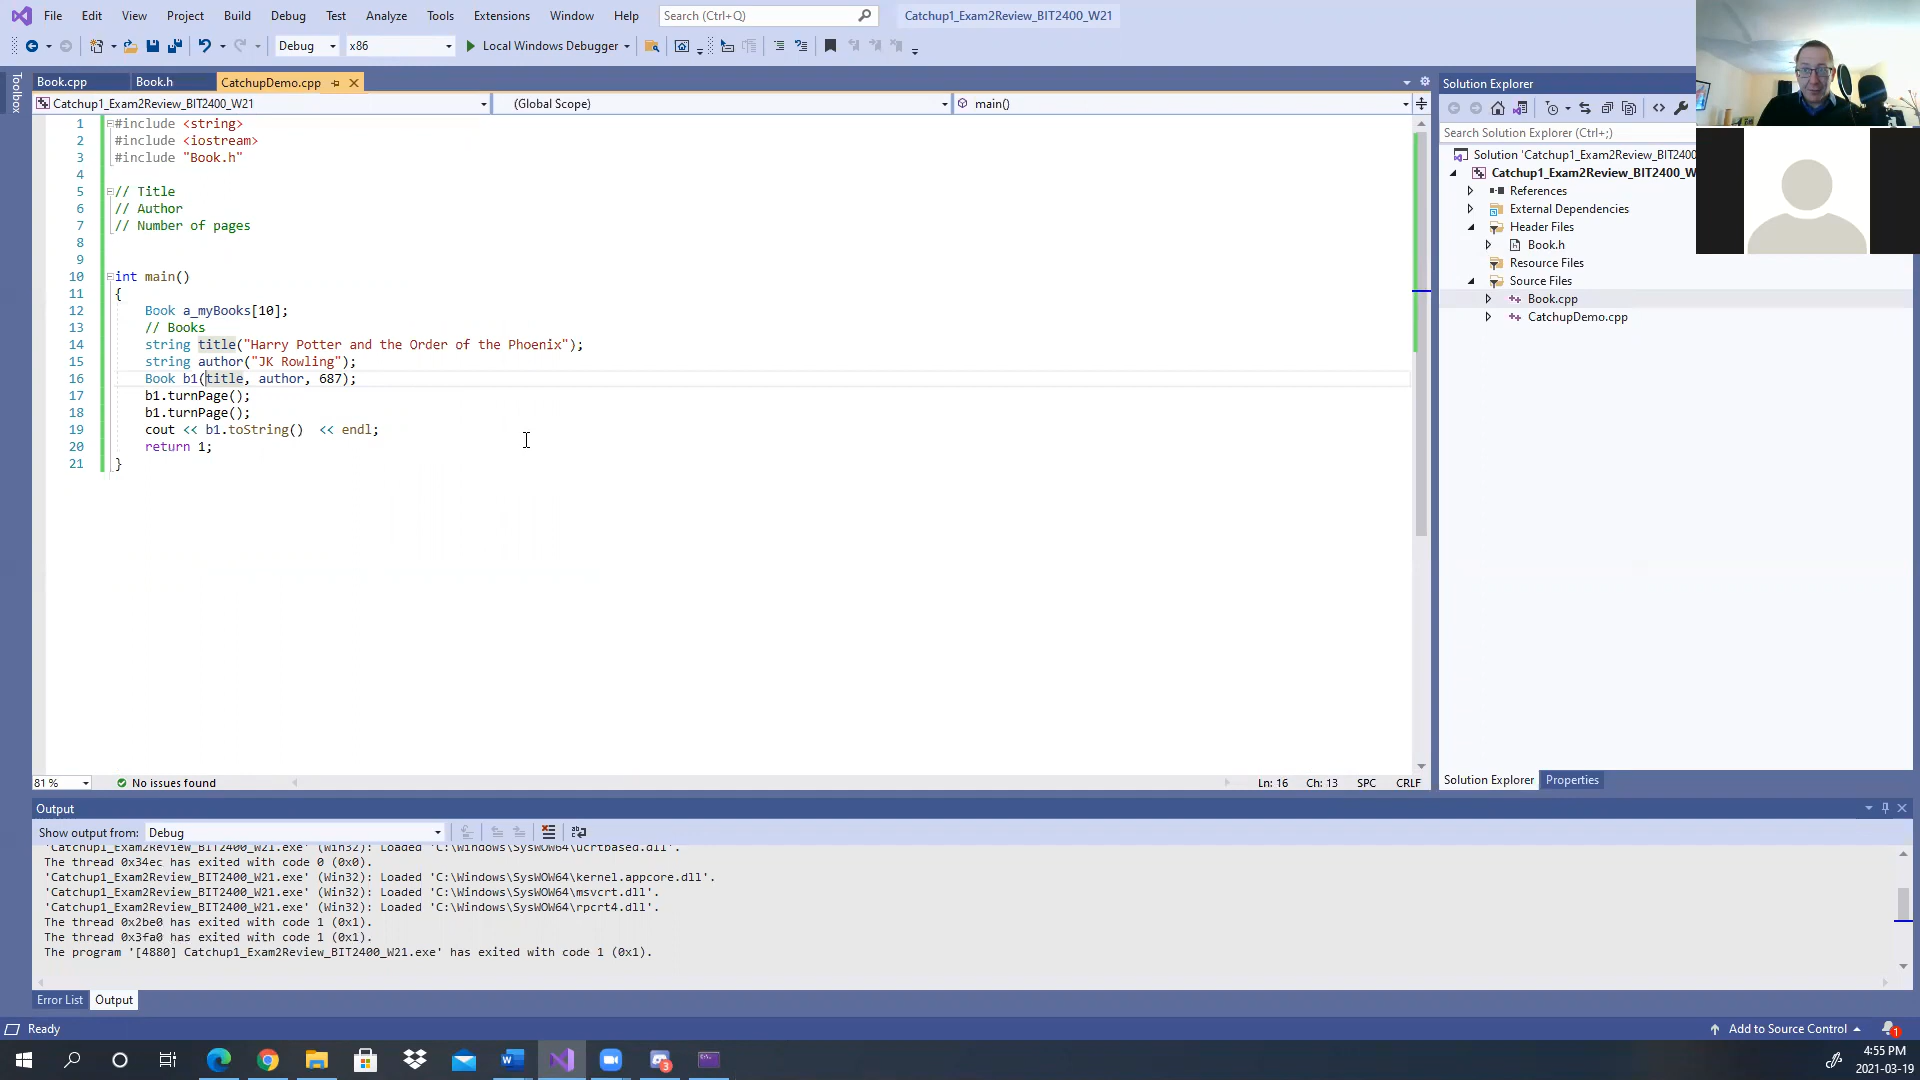 File Edit View Project Build Debug Test Analyze Tools Extensions Window Help Search (Ctrl+Q) Catchup1_Exam2Review_BIT2400_W21
Debug x86 Local Windows Debugger
Toolbox
Book.cpp Book.h CatchupDemo.cpp
Catchup1_Exam2Review_BIT2400_W21 (Global Scope) main()
1 #include <string>
2 #include <iostream>
3 #include "Book.h"
4
5 // Title
6 // Author
7 // Number of pages
8
9
10 int main()
11 {
12 Book a_myBooks[10];
13 // Books
14 string title("Harry Potter and the Order of the Phoenix");
15 string author("JK Rowling");
16 Book b1(title, author, 687);
17 b1.turnPage();
18 b1.turnPage();
19 cout << b1.toString() << endl;
20 return 1;
21 }
81 % No issues found Ln: 16 Ch: 13 SPC CRLF
Solution Explorer
Search Solution Explorer (Ctrl+;)
Solution 'Catchup1_Exam2Review_BIT2400
Catchup1_Exam2Review_BIT2400_W
References
External Dependencies
Header Files
Book.h
Resource Files
Source Files
Book.cpp
CatchupDemo.cpp
Solution Explorer Properties
Output
Show output from: Debug
'Catchup1_Exam2Review_BIT2400_W21.exe' (Win32): Loaded 'C:\Windows\SysWOW64\ucrtbased.dll'.
The thread 0x34ec has exited with code 0 (0x0).
'Catchup1_Exam2Review_BIT2400_W21.exe' (Win32): Loaded 'C:\Windows\SysWOW64\kernel.appcore.dll'.
'Catchup1_Exam2Review_BIT2400_W21.exe' (Win32): Loaded 'C:\Windows\SysWOW64\msvcrt.dll'.
'Catchup1_Exam2Review_BIT2400_W21.exe' (Win32): Loaded 'C:\Windows\SysWOW64\rpcrt4.dll'.
The thread 0x2be0 has exited with code 1 (0x1).
The thread 0x3fa0 has exited with code 1 (0x1).
The program '[4880] Catchup1_Exam2Review_BIT2400_W21.exe' has exited with code 1 (0x1).
Error List Output
Ready Add to Source Control 1
3
4:55 PM
2021-03-19